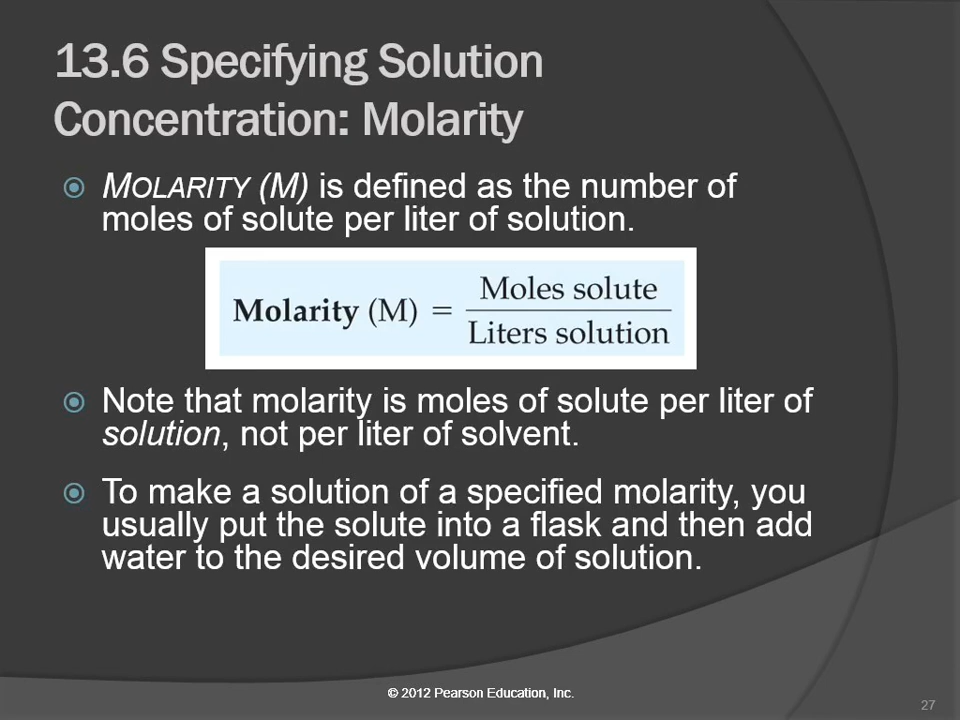 13.6 Specifying Solution
Concentration: Molarity
MOLARITY (M) is defined as the number of
moles of solute per liter of solution.
Molarity (M) = Moles solute
Liters solution
Note that molarity is moles of solute per liter of
solution, not per liter of solvent.
To make a solution of a specified molarity, you
usually put the solute into a flask and then add
water to the desired volume of solution.
© 2012 Pearson Education, Inc.
27